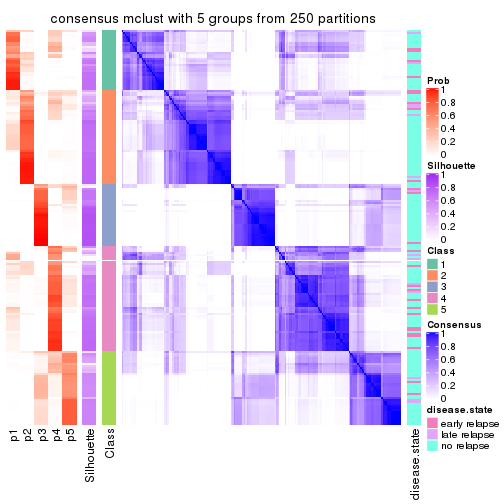 consensus mclust with 5 groups from 250 partitions
Prob
1
0.8
0.6
0.4
0.2
0
Silhouette
1
0.8
0.6
0.4
0.2
0
Class
1
2
3
4
5
Consensus
1
0.8
0.6
0.4
0.2
0
disease.state
early relapse
late relapse
no relapse
p1
p2
p3
p4
p5
Silhouette
Class
disease.state